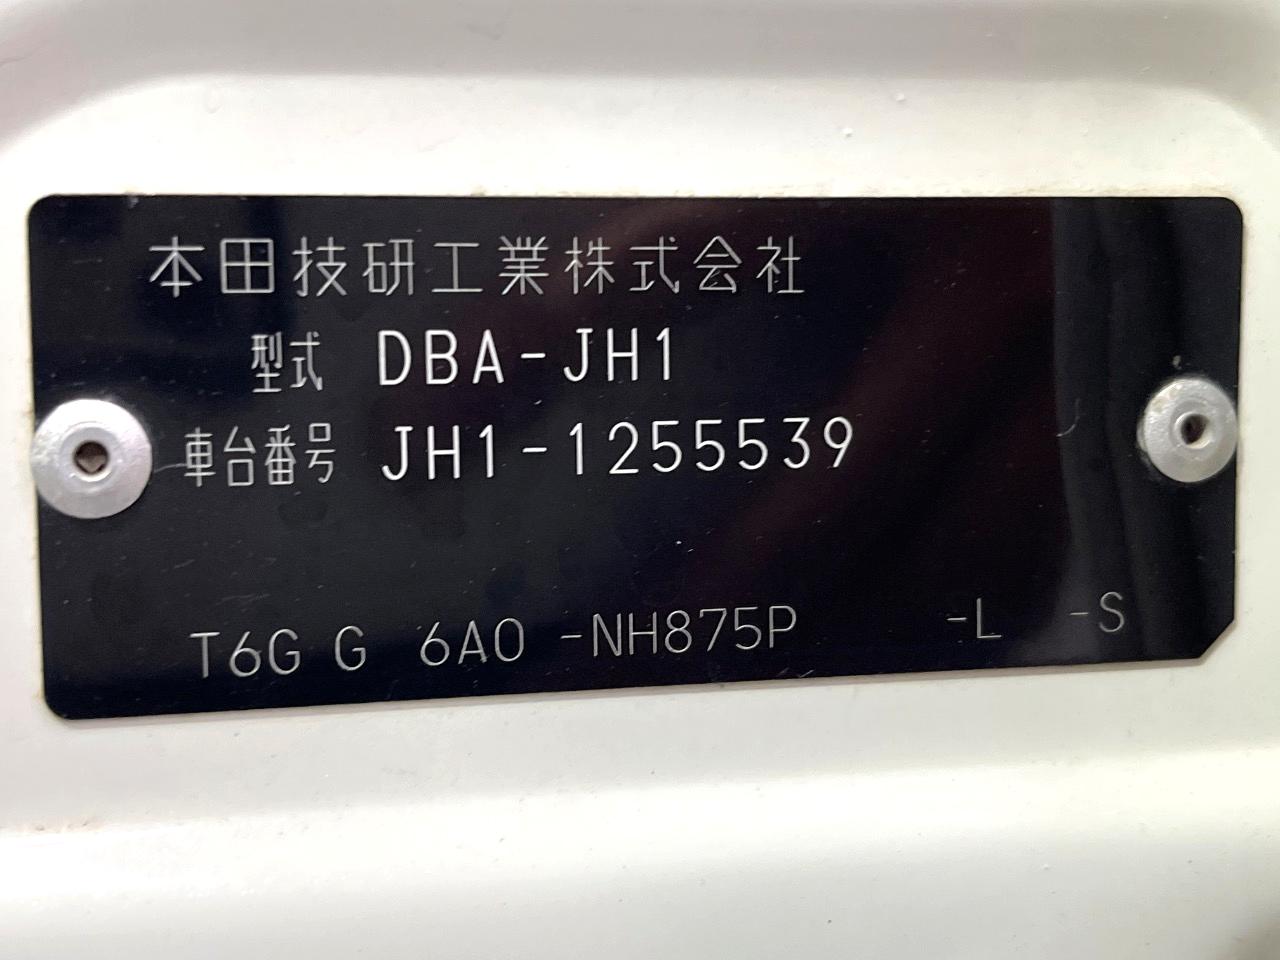 本田技研工業株式会社
型式 DBA-JH1
車台番号 JH1-1255539
T6G G 6A0 -NH875P -L -S